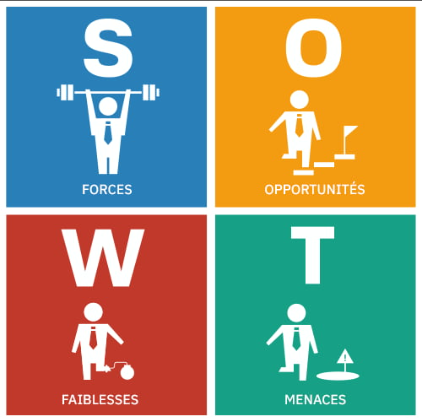 S
FORCES
O
OPPORTUNITÉS
W
FAIBLESSES
T
MENACES